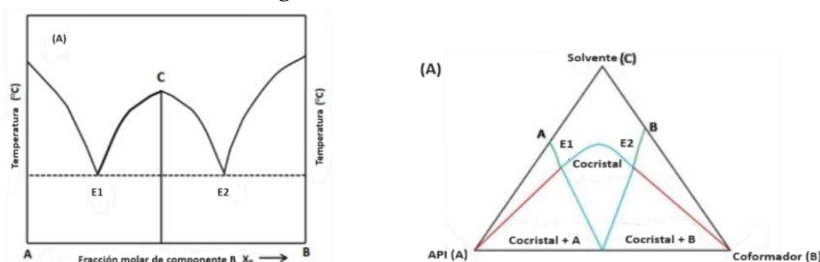 (A)
C
Temperatura (°C)
Temperatura (°C)
E1
E2
A
Fracción molar de componente B X
B
(A)
Solvente (C)
A
E1
E2
B
Cocristal
Cocristal + A
Cocristal + B
API (A)
Coformador (B)